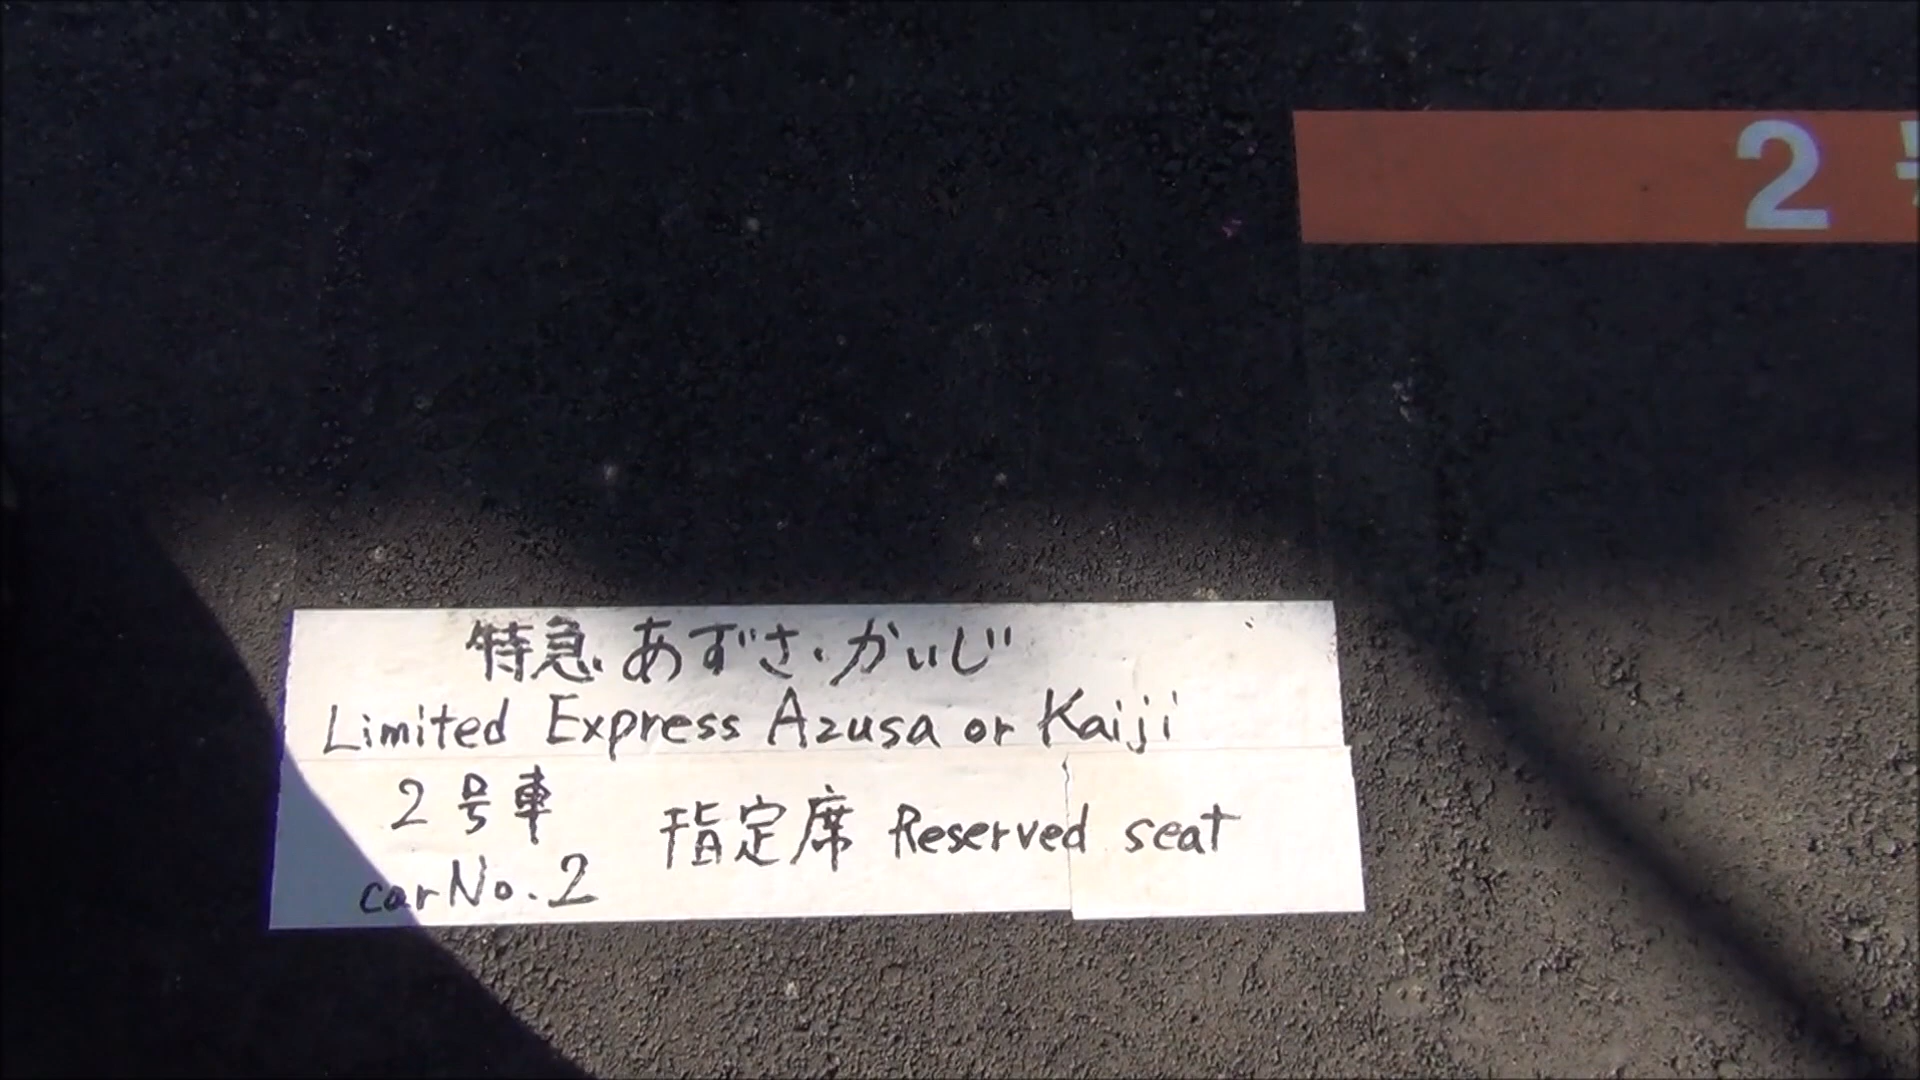 2
特急あずさ・かいじ
Limited Express Azusa or Kaiji
2号車 指定席 Reserved seat
car No. 2